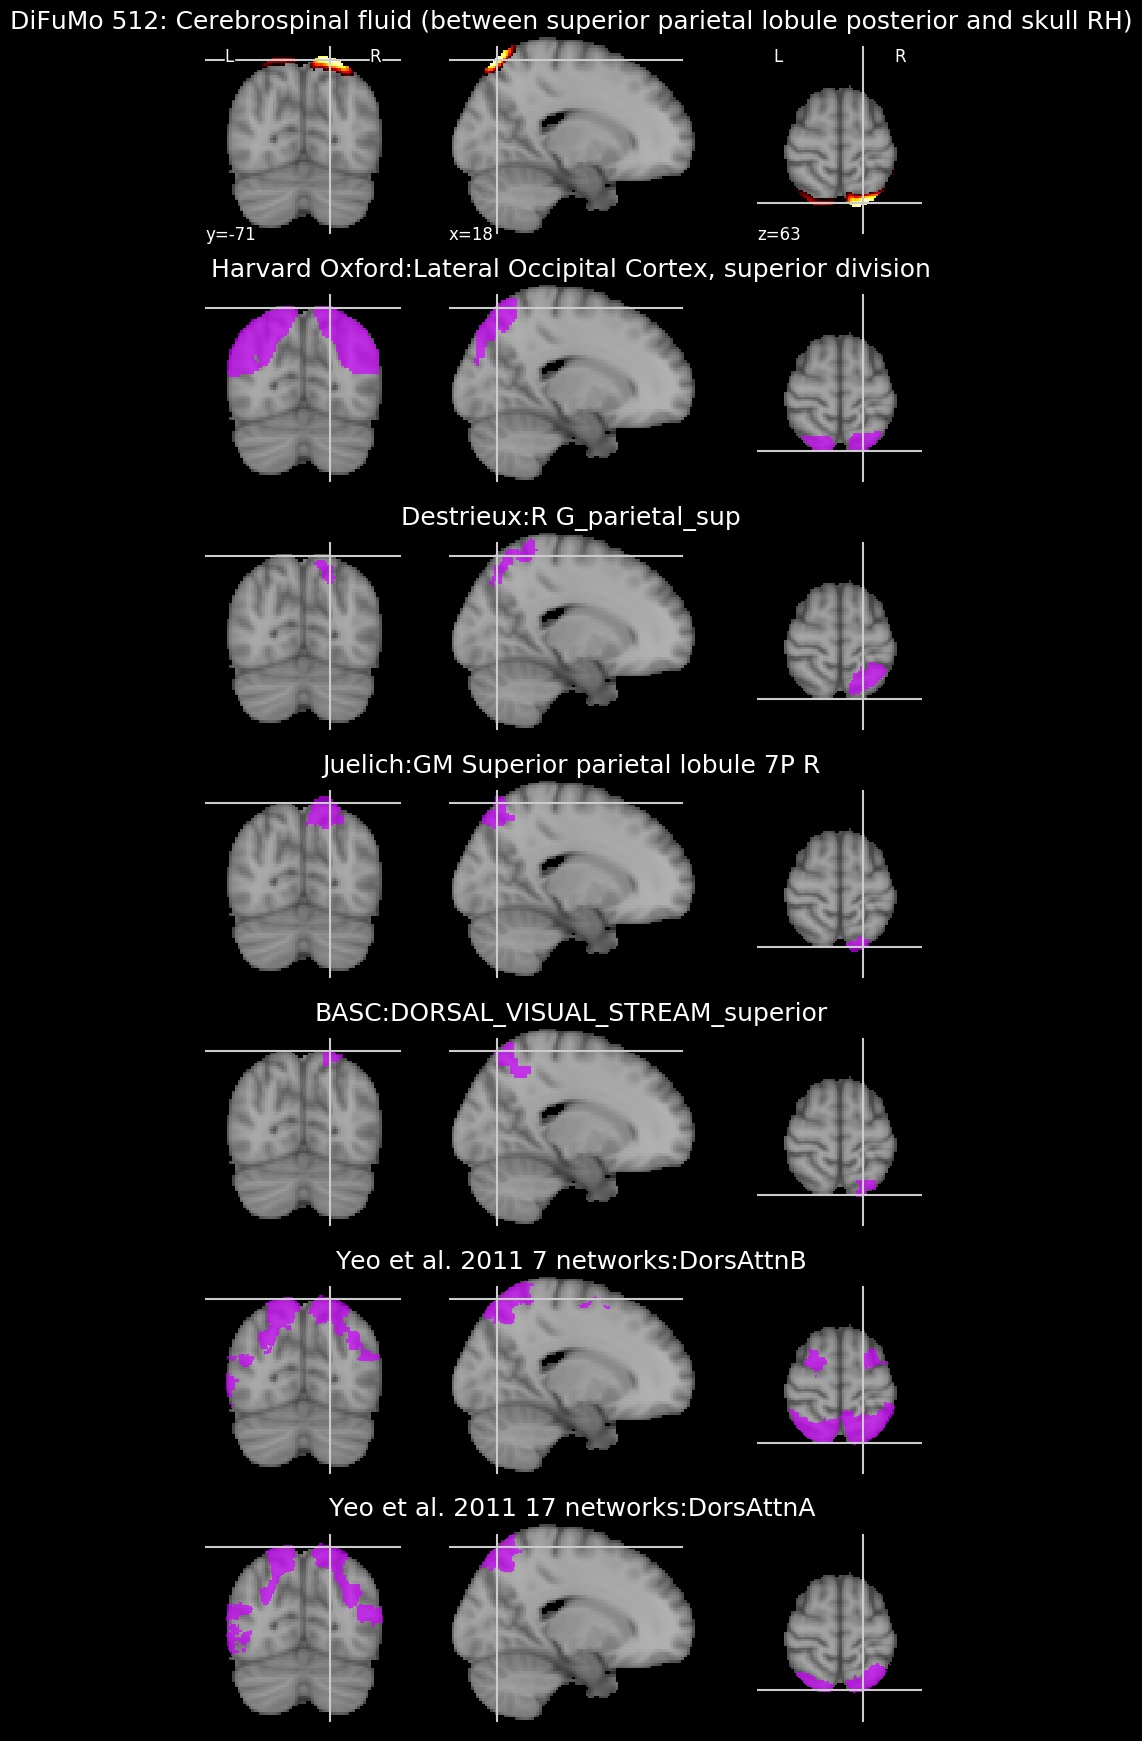 DiFuMo 512: Cerebrospinal fluid (between superior parietal lobule posterior and skull RH)
L R L R
y=-71 x=18 z=63
Harvard Oxford:Lateral Occipital Cortex, superior division
Destrieux:R G_parietal_sup
Juelich:GM Superior parietal lobule 7P R
BASC:DORSAL_VISUAL_STREAM_superior
Yeo et al. 2011 7 networks:DorsAttnB
Yeo et al. 2011 17 networks:DorsAttnA